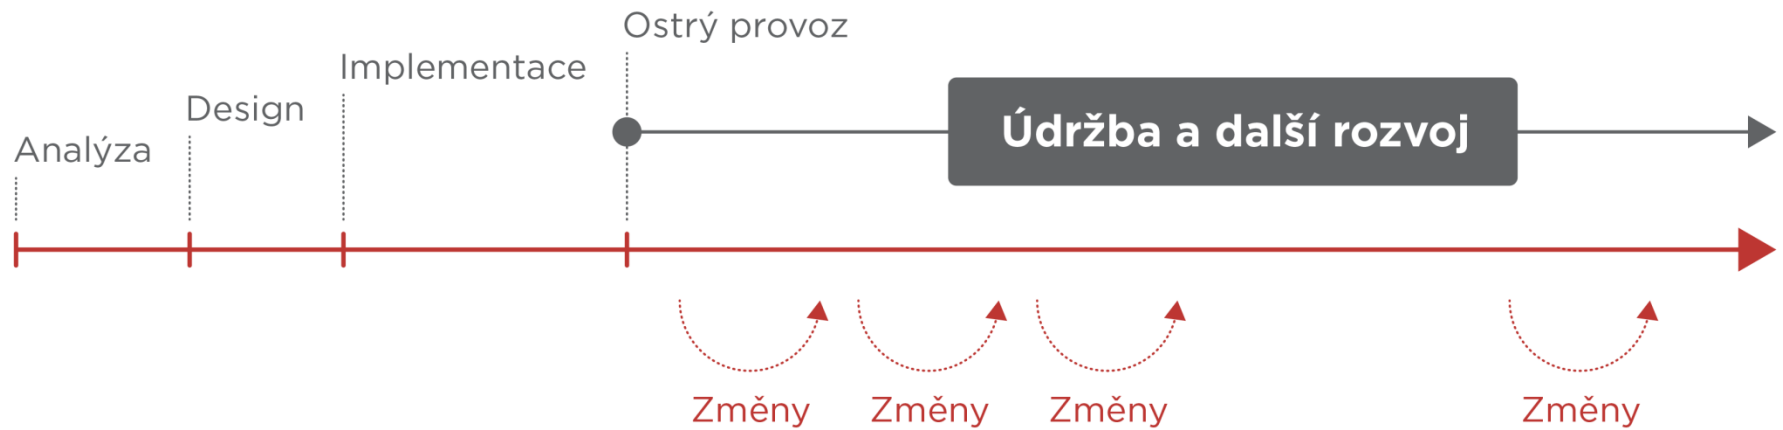 Ostrý provoz
Implementace
Design
Analýza
Údržba a další rozvoj
Změny
Změny
Změny
Změny